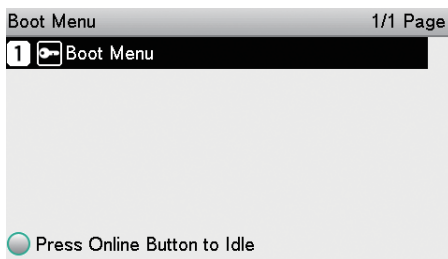 Boot Menu 1/1 Page
1 Boot Menu
Press Online Button to Idle